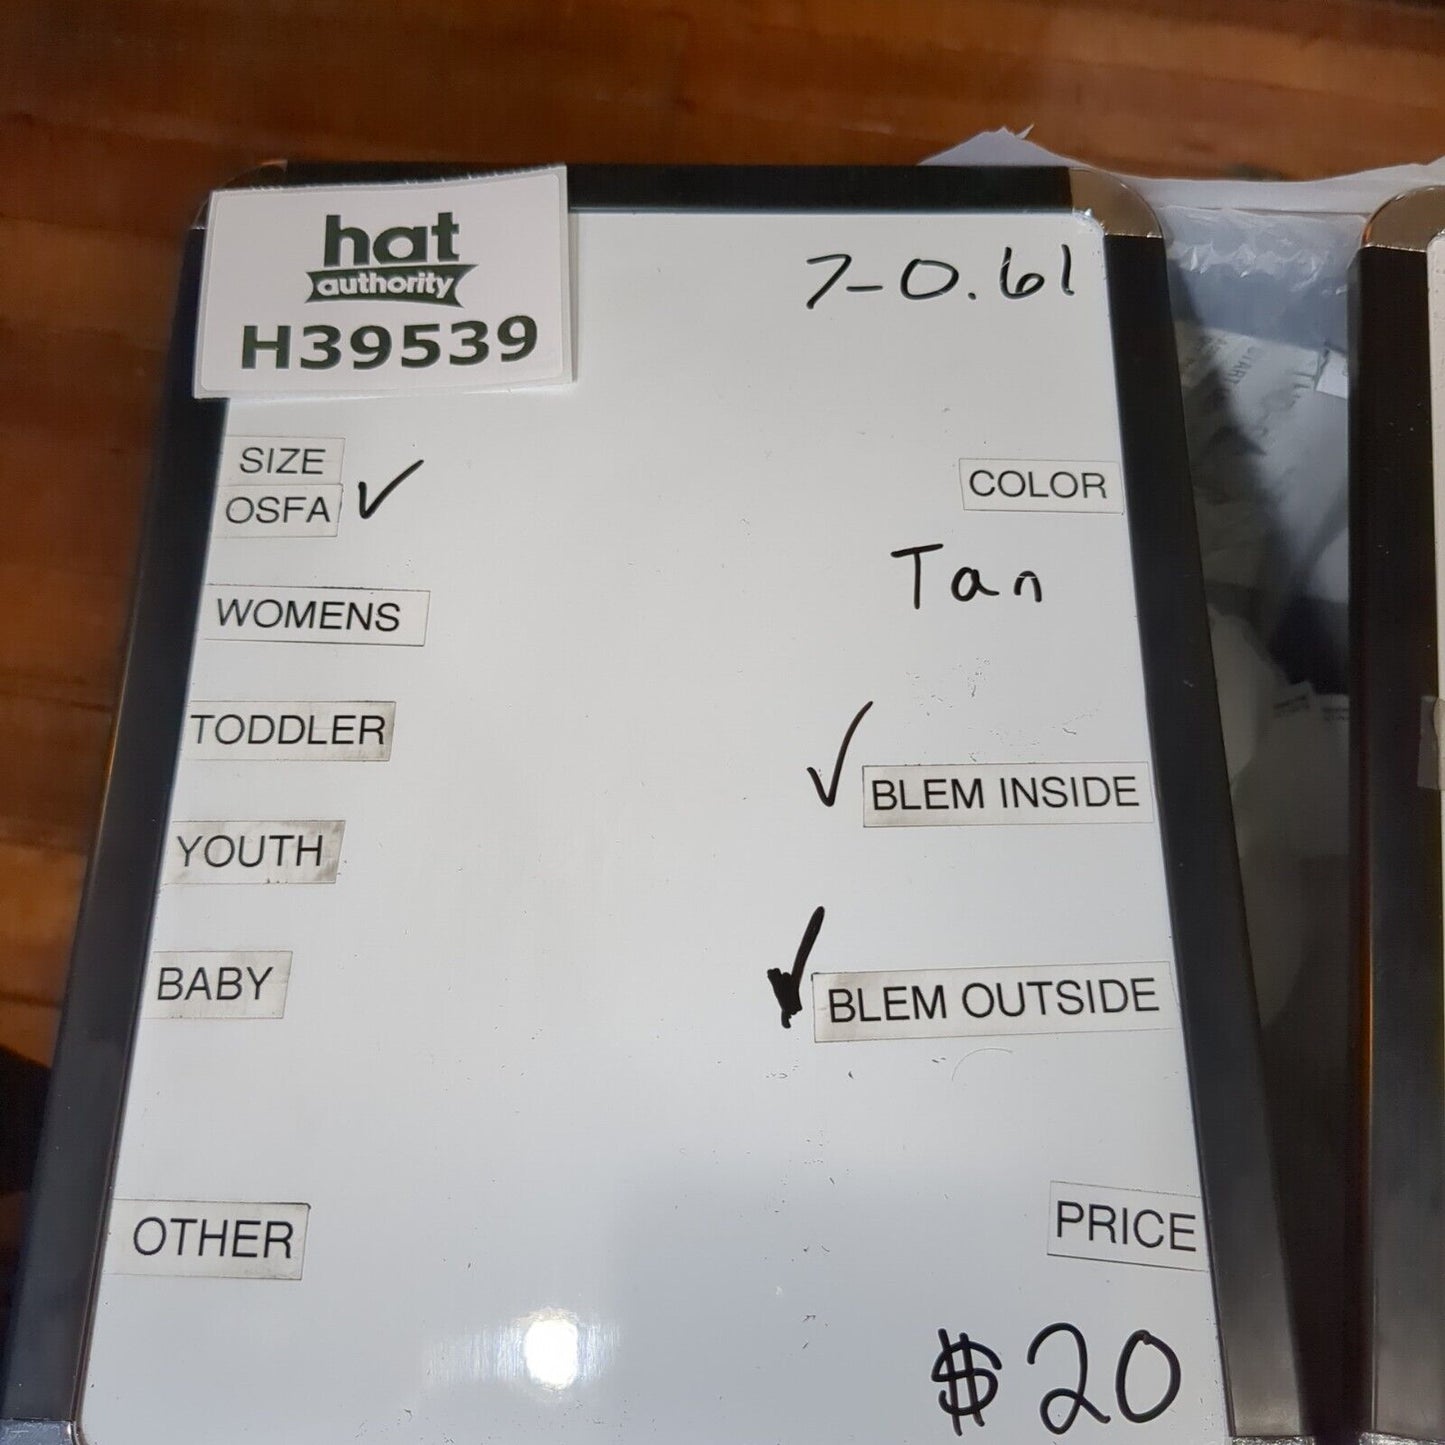 hat
authority
H39539
7-0.61
SIZE
OSFA ✓
WOMENS
TODDLER
YOUTH
BABY
OTHER
COLOR
Tan
✓ BLEM INSIDE
✓ BLEM OUTSIDE
PRICE
$20